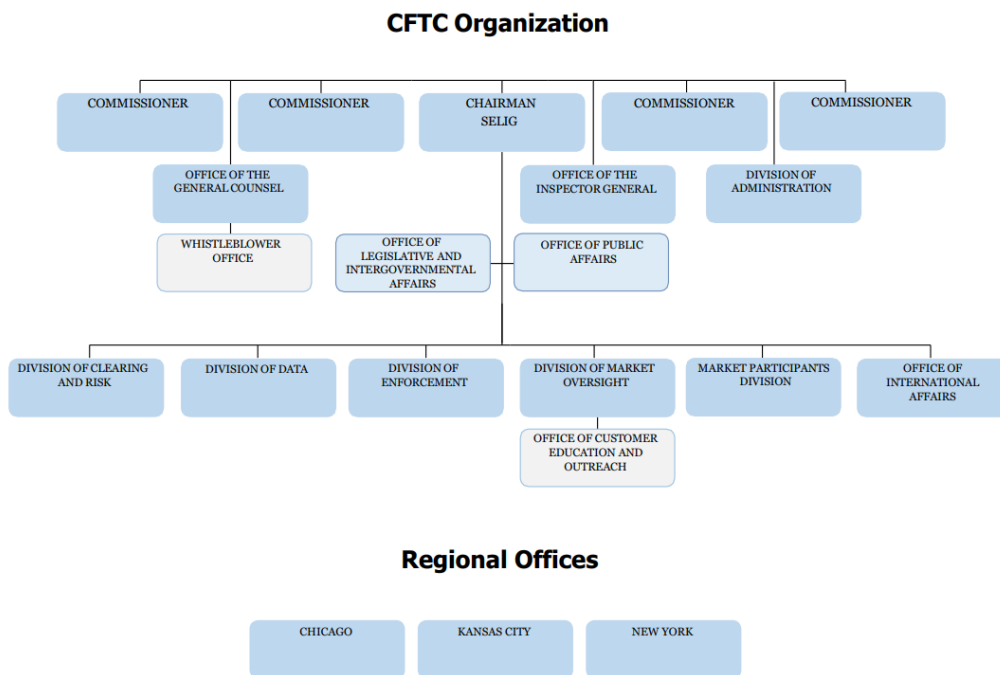 CFTC Organization
COMMISSIONER
COMMISSIONER
CHAIRMAN
SELIG
COMMISSIONER
COMMISSIONER
OFFICE OF THE
GENERAL COUNSEL
OFFICE OF THE
INSPECTOR GENERAL
DIVISION OF
ADMINISTRATION
WHISTLEBLOWER
OFFICE
OFFICE OF
LEGISLATIVE AND
INTERGOVERNMENTAL
AFFAIRS
OFFICE OF PUBLIC
AFFAIRS
DIVISION OF CLEARING
AND RISK
DIVISION OF DATA
DIVISION OF
ENFORCEMENT
DIVISION OF MARKET
OVERSIGHT
MARKET PARTICIPANTS
DIVISION
OFFICE OF
INTERNATIONAL
AFFAIRS
OFFICE OF CUSTOMER
EDUCATION AND
OUTREACH
Regional Offices
CHICAGO
KANSAS CITY
NEW YORK